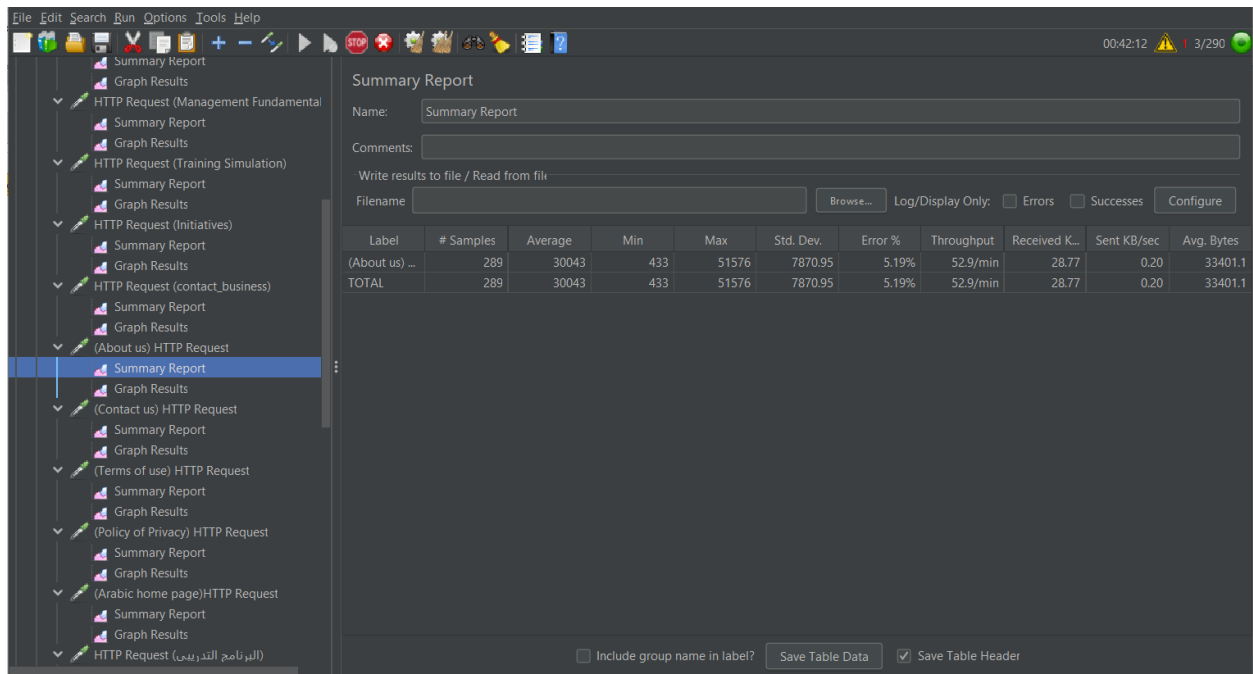 File Edit Search Run Options Tools Help
STOP
00:42:12 ! 3/290
Summary Report
Graph Results
HTTP Request (Management Fundamental
Summary Report
Graph Results
HTTP Request (Training Simulation)
Summary Report
Graph Results
HTTP Request (Initiatives)
Summary Report
Graph Results
HTTP Request (contact_business)
Summary Report
Graph Results
(About us) HTTP Request
Summary Report
Graph Results
(Contact us) HTTP Request
Summary Report
Graph Results
(Terms of use) HTTP Request
Summary Report
Graph Results
(Policy of Privacy) HTTP Request
Summary Report
Graph Results
(Arabic home page)HTTP Request
Summary Report
Graph Results
HTTP Request (البرنامج التدريبى)
Summary Report
Name: Summary Report
Comments:
Write results to file / Read from file
Filename Browse... Log/Display Only: Errors Successes Configure
Label # Samples Average Min Max Std. Dev. Error % Throughput Received K... Sent KB/sec Avg. Bytes
(About us) ... 289 30043 433 51576 7870.95 5.19% 52.9/min 28.77 0.20 33401.1
TOTAL 289 30043 433 51576 7870.95 5.19% 52.9/min 28.77 0.20 33401.1
Include group name in label? Save Table Data Save Table Header